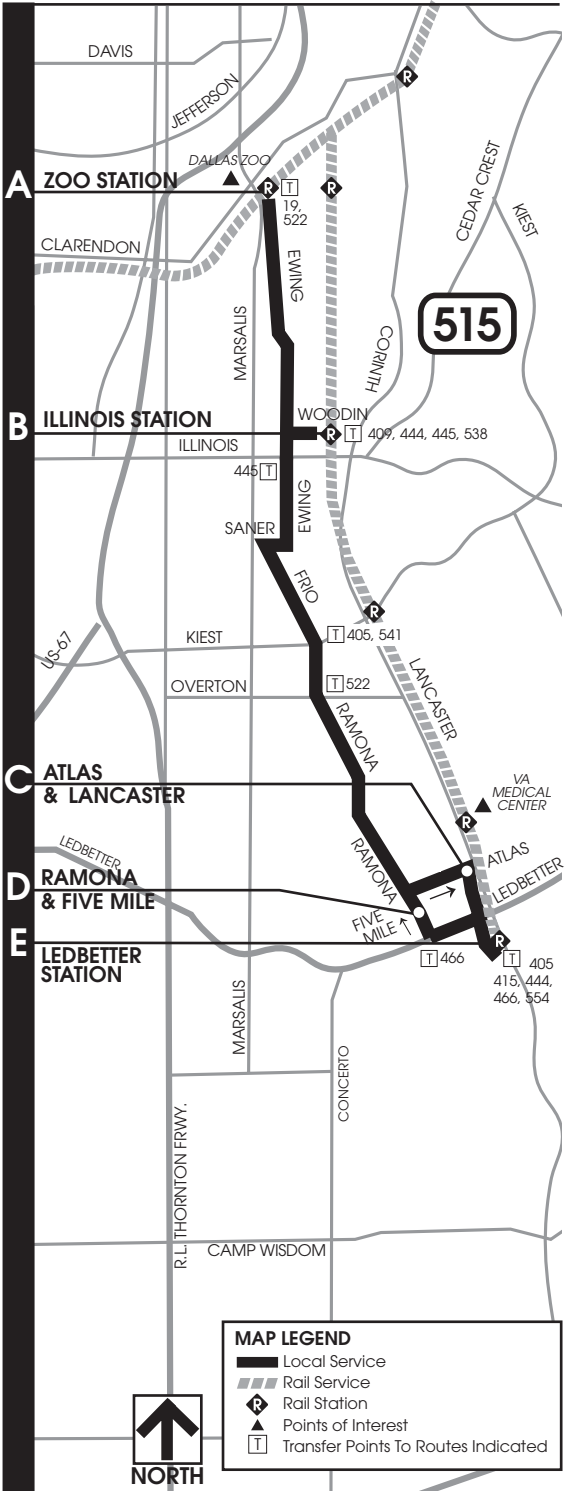 DAVIS
JEFFERSON
DALLAS ZOO
A ZOO STATION
T
19,
522
R
R
R
CLARENDON
EWING
CEDAR CREST
KIEST
515
MARSALIS
CORINTH
B ILLINOIS STATION
WOODIN
R T 409, 444, 445, 538
ILLINOIS
445 T
EWING
SANER
FRIO
R
T 405, 541
KIEST
US-67
T 522
OVERTON
LANCASTER
RAMONA
C ATLAS
& LANCASTER
VA
MEDICAL
CENTER
R
ATLAS
LEDBETTER
RAMONA
LEDBETTER
D RAMONA
& FIVE MILE
FIVE
MILE
E LEDBETTER
STATION
R
T 466
T 405
415, 444,
466, 554
MARSALIS
CONCERTO
R.L. THORNTON FRWY.
CAMP WISDOM
MAP LEGEND
Local Service
Rail Service
R Rail Station
Points of Interest
T Transfer Points To Routes Indicated
NORTH